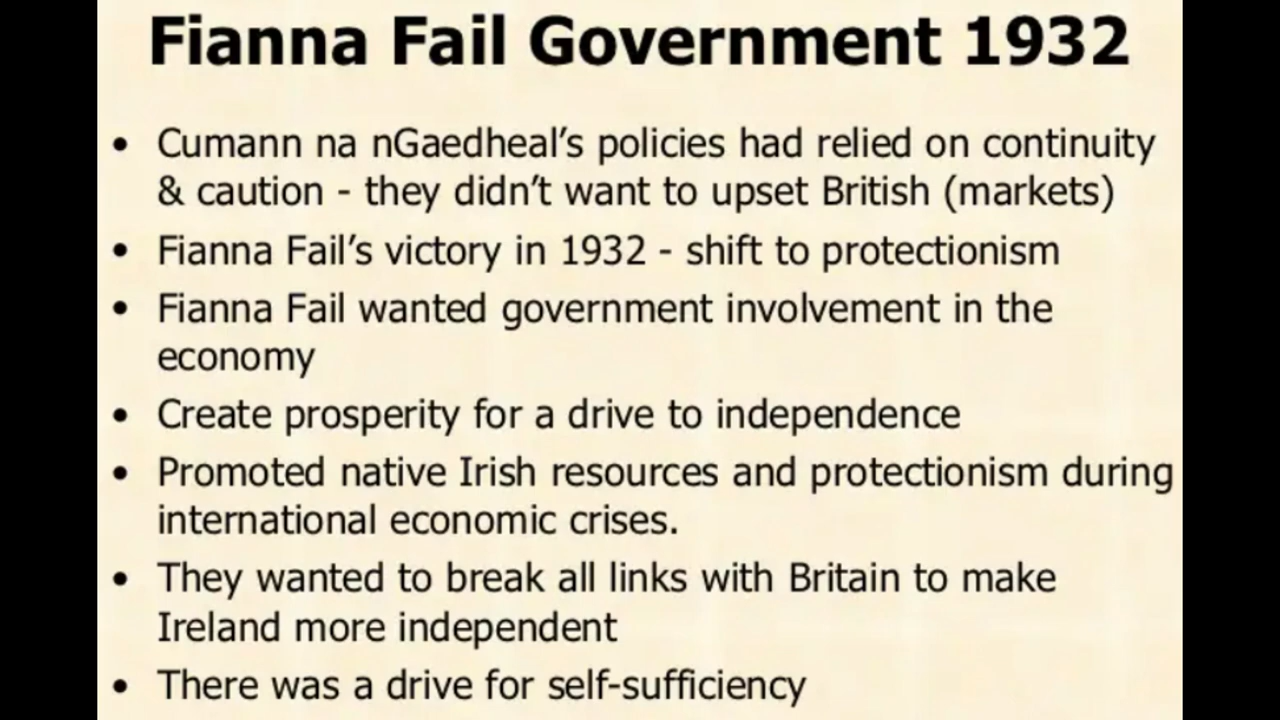 Fianna Fail Government 1932
• Cumann na nGaedheal’s policies had relied on continuity
& caution - they didn’t want to upset British (markets)
• Fianna Fail’s victory in 1932 - shift to protectionism
• Fianna Fail wanted government involvement in the
economy
• Create prosperity for a drive to independence
• Promoted native Irish resources and protectionism during
international economic crises.
• They wanted to break all links with Britain to make
Ireland more independent
• There was a drive for self-sufficiency